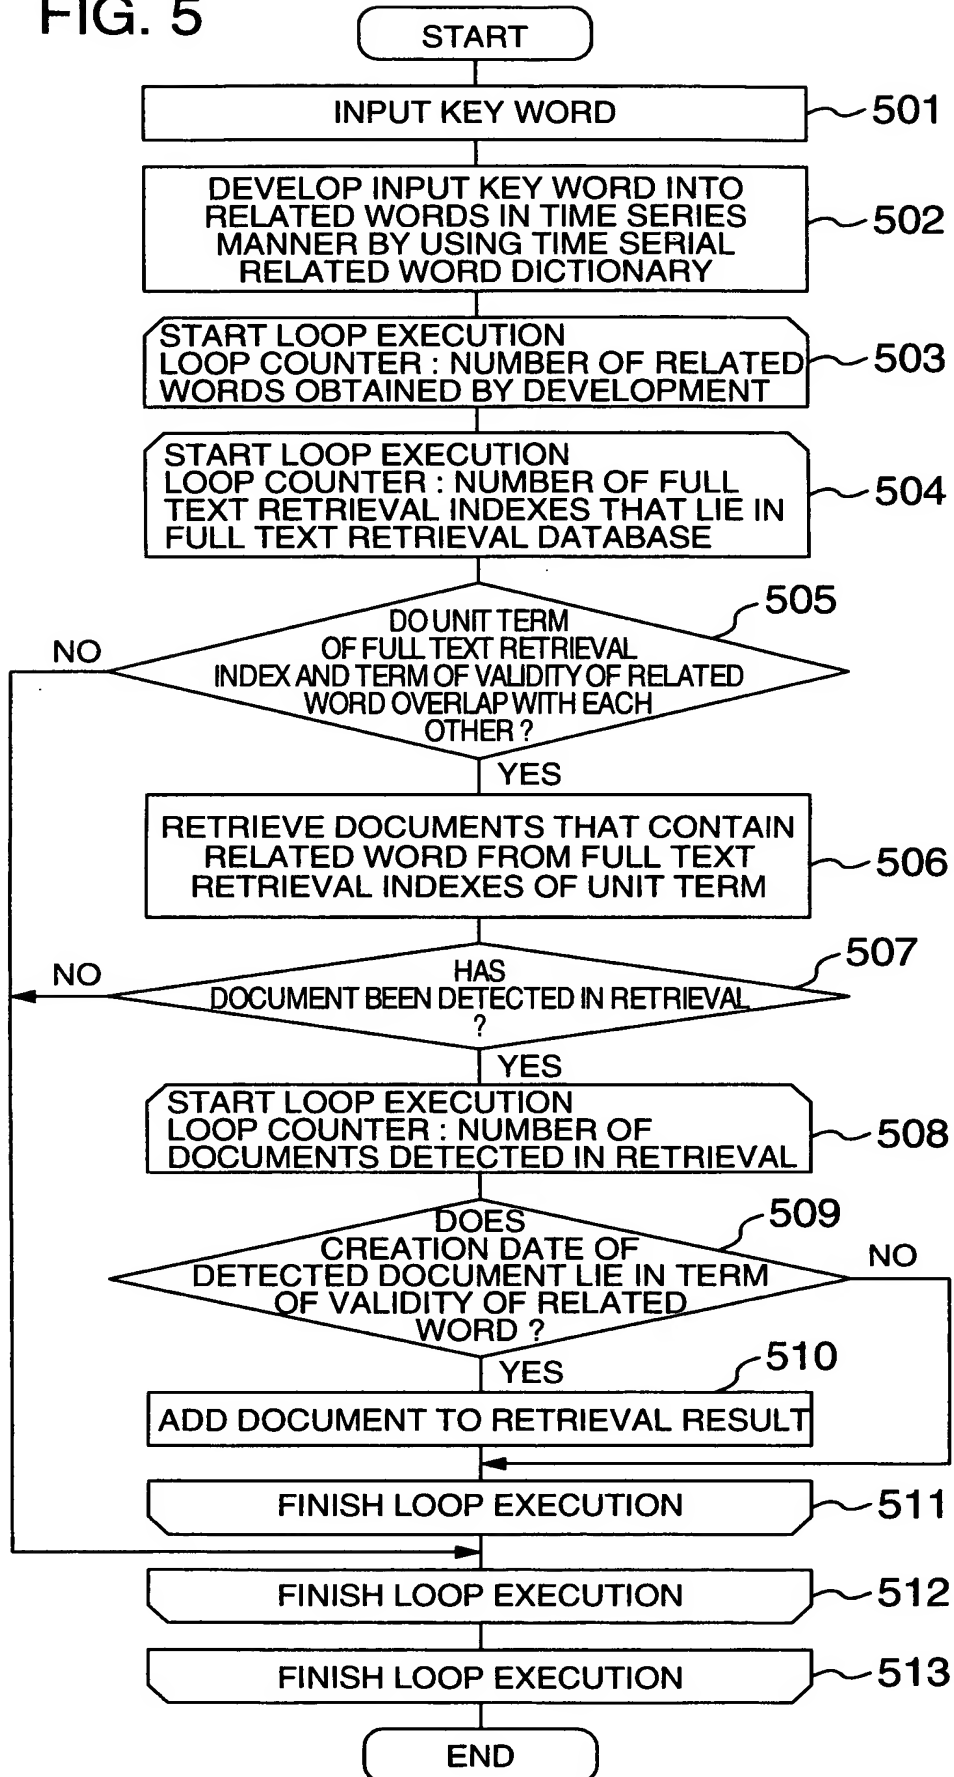 FIG. 5
START
INPUT KEY WORD
501
DEVELOP INPUT KEY WORD INTO
RELATED WORDS IN TIME SERIES
MANNER BY USING TIME SERIAL
RELATED WORD DICTIONARY
502
START LOOP EXECUTION
LOOP COUNTER : NUMBER OF RELATED
WORDS OBTAINED BY DEVELOPMENT
503
START LOOP EXECUTION
LOOP COUNTER : NUMBER OF FULL
TEXT RETRIEVAL INDEXES THAT LIE IN
FULL TEXT RETRIEVAL DATABASE
504
DO UNIT TERM
OF FULL TEXT RETRIEVAL
INDEX AND TERM OF VALIDITY OF RELATED
WORD OVERLAP WITH EACH
OTHER ?
505
NO
YES
RETRIEVE DOCUMENTS THAT CONTAIN
RELATED WORD FROM FULL TEXT
RETRIEVAL INDEXES OF UNIT TERM
506
HAS
DOCUMENT BEEN DETECTED IN RETRIEVAL
?
507
NO
YES
START LOOP EXECUTION
LOOP COUNTER : NUMBER OF
DOCUMENTS DETECTED IN RETRIEVAL
508
DOES
CREATION DATE OF
DETECTED DOCUMENT LIE IN TERM
OF VALIDITY OF RELATED
WORD ?
509
NO
YES
510
ADD DOCUMENT TO RETRIEVAL RESULT
FINISH LOOP EXECUTION
511
FINISH LOOP EXECUTION
512
FINISH LOOP EXECUTION
513
END